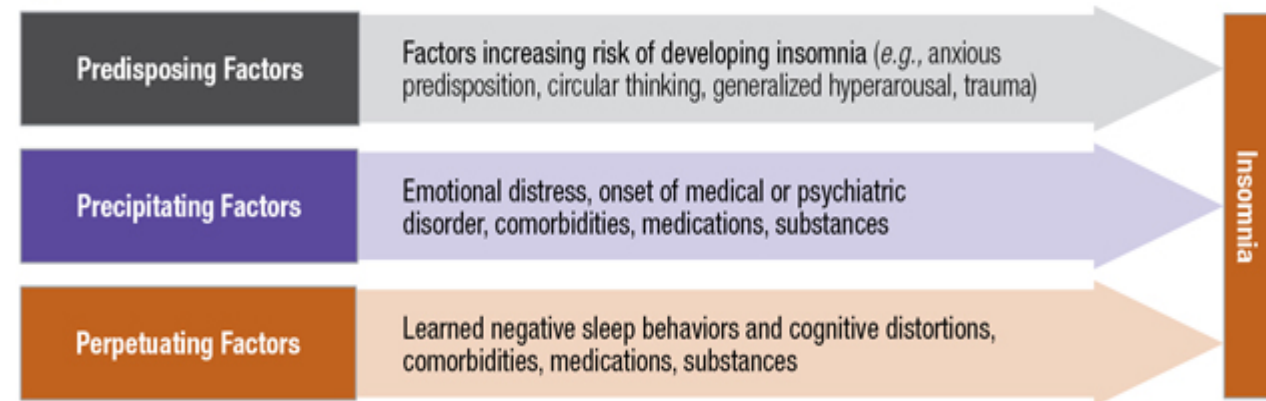 Predisposing Factors
Factors increasing risk of developing insomnia (e.g., anxious
predisposition, circular thinking, generalized hyperarousal, trauma)
Precipitating Factors
Emotional distress, onset of medical or psychiatric
disorder, comorbidities, medications, substances
Perpetuating Factors
Learned negative sleep behaviors and cognitive distortions,
comorbidities, medications, substances
Insomnia